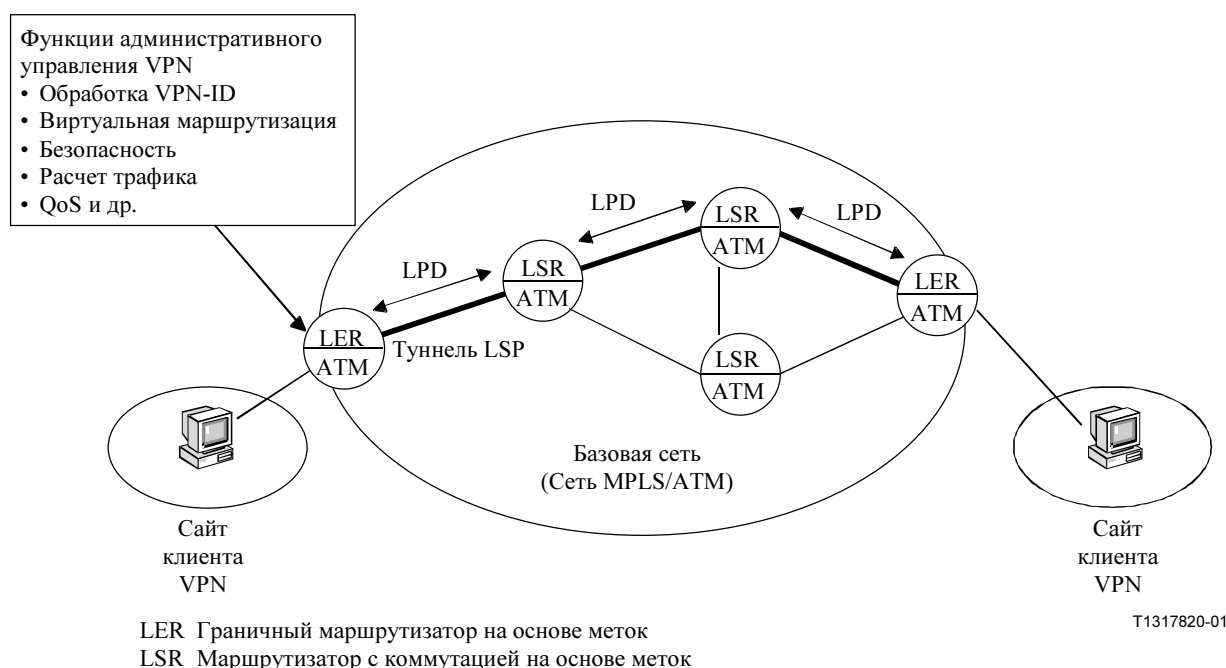 Функции административного
управления VPN
• Обработка VPN-ID
• Виртуальная маршрутизация
• Безопасность
• Расчет трафика
• QoS и др.
LPD
LSR
ATM
LPD
LPD
LSR
ATM
LER
ATM
LER
ATM
Туннель LSP
LSR
ATM
Базовая сеть
(Сеть MPLS/ATM)
Сайт
клиента
VPN
Сайт
клиента
VPN
T1317820-01
LER Граничный маршрутизатор на основе меток
LSR Маршрутизатор с коммутацией на основе меток